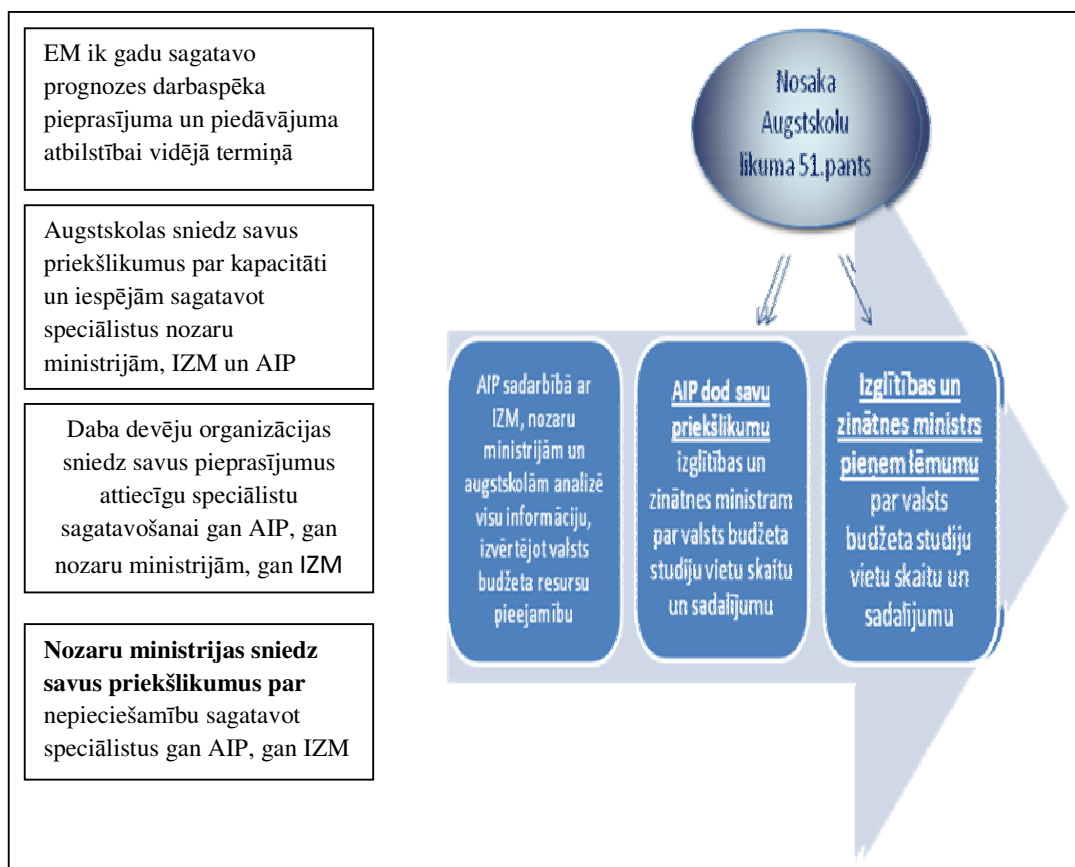 EM ik gadu sagatavo
prognozes darbaspēka
pieprasījuma un piedāvājuma
atbilstībai vidējā termiņā
Augstskolas sniedz savus
priekšlikumus par kapacitāti
un iespējām sagatavot
speciālistus nozaru
ministrijām, IZM un AIP
Daba devēju organizācijas
sniedz savus pieprasījumus
attiecīgu speciālistu
sagatavošanai gan AIP, gan
nozaru ministrijām, gan IZM
Nozaru ministrijas sniedz
savus priekšlikumus par
nepieciešamību sagatavot
speciālistus gan AIP, gan IZM
Nosaka
Augstskolu
likuma 51.pants
AIP sadarbībā ar
IZM, nozaru
ministrijām un
augstskolām analizē
visu informāciju,
izvērtējot valsts
budžeta resursu
pieejamību
AIP dod savu
priekšlikumu
izglītības un
zinātnes ministram
par valsts budžeta
studiju vietu skaitu
un sadalījumu
Izglītības un
zinātnes ministrs
pieņem lēmumu
par valsts
budžeta studiju
vietu skaitu un
sadalījumu